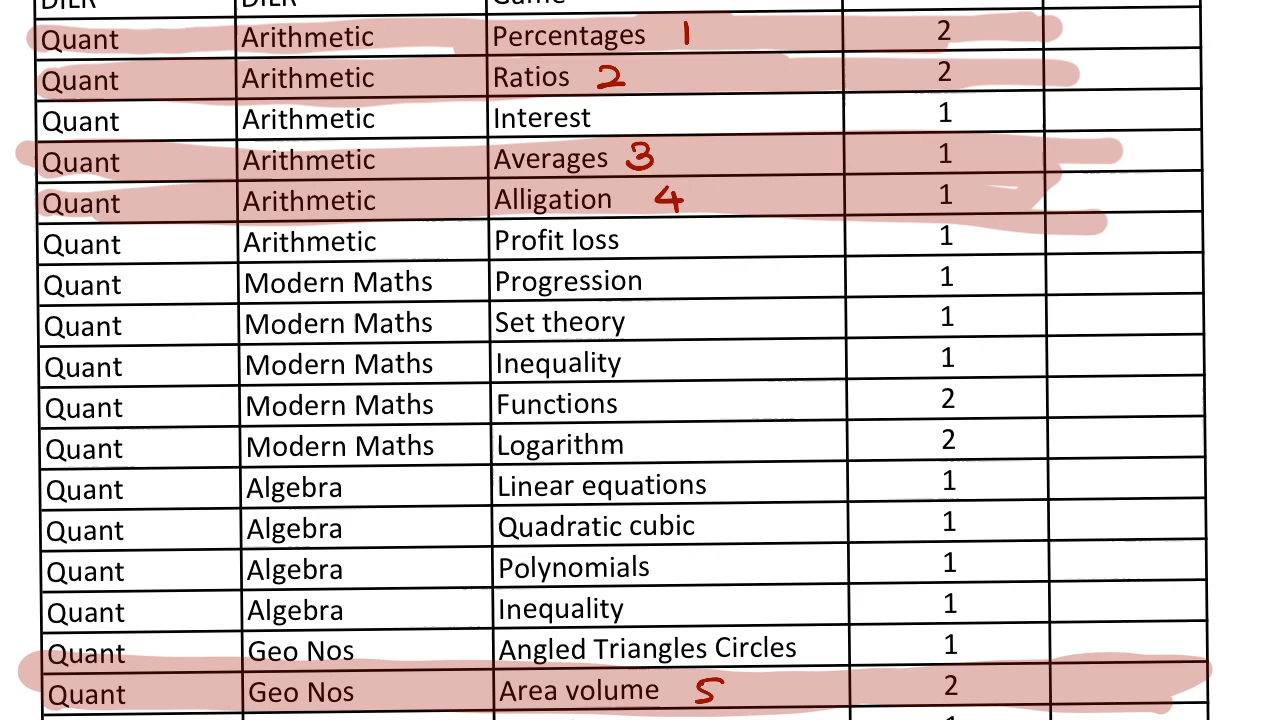 DILR DILR Game
Quant Arithmetic Percentages 1 2
Quant Arithmetic Ratios 2 2
Quant Arithmetic Interest 1
Quant Arithmetic Averages 3 1
Quant Arithmetic Alligation 4 1
Quant Arithmetic Profit loss 1
Quant Modern Maths Progression 1
Quant Modern Maths Set theory 1
Quant Modern Maths Inequality 1
Quant Modern Maths Functions 2
Quant Modern Maths Logarithm 2
Quant Algebra Linear equations 1
Quant Algebra Quadratic cubic 1
Quant Algebra Polynomials 1
Quant Algebra Inequality 1
Quant Geo Nos Angled Triangles Circles 1
Quant Geo Nos Area volume 5 2